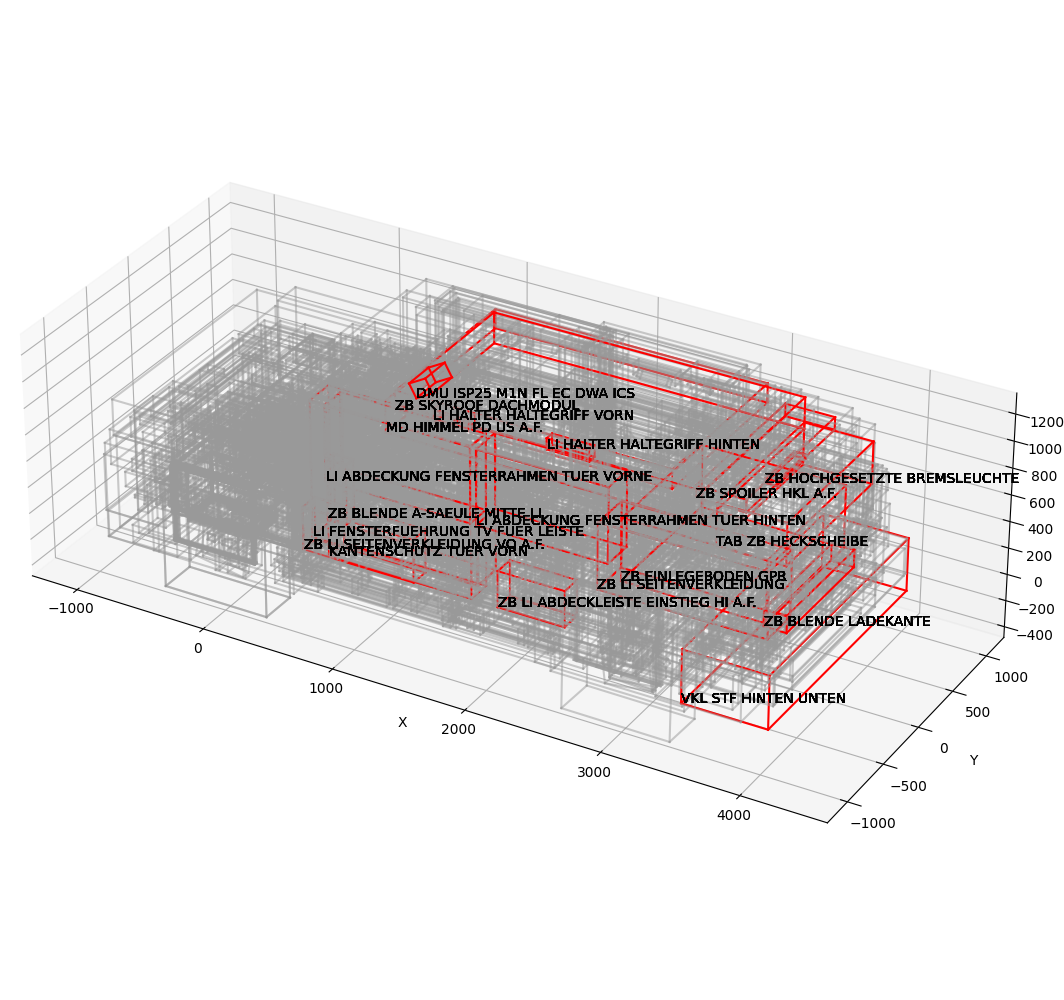 DMU ISP25 M1N FL EC DWA ICS
ZB SKYROOF DACHMODUL
LI HALTER HALTEGRIFF VORN
MD HIMMEL PD US A.F.
LI HALTER HALTEGRIFF HINTEN
LI ABDECKUNG FENSTERRAHMEN TUER VORNE
ZB HOCHGESETZTE BREMSLEUCHTE
ZB SPOILER HKL A.F.
ZB BLENDE A-SAEULE MITTE LI
LI ABDECKUNG FENSTERRAHMEN TUER HINTEN
LI FENSTERFUEHRUNG TV FUER LEISTE
TAB ZB HECKSCHEIBE
ZB LI SEITENVERKLEIDUNG VO A.F.
KANTENSCHUTZ TUER VORN
ZB EINLEGEBODEN GPR
ZB LI SEITENVERKLEIDUNG
ZB LI ABDECKLEISTE EINSTIEG HI A.F.
ZB BLENDE LADEKANTE
VKL STF HINTEN UNTEN
−1000
0
1000
2000
3000
4000
X
−1000
−500
0
500
1000
Y
−400
−200
0
200
400
600
800
1000
1200